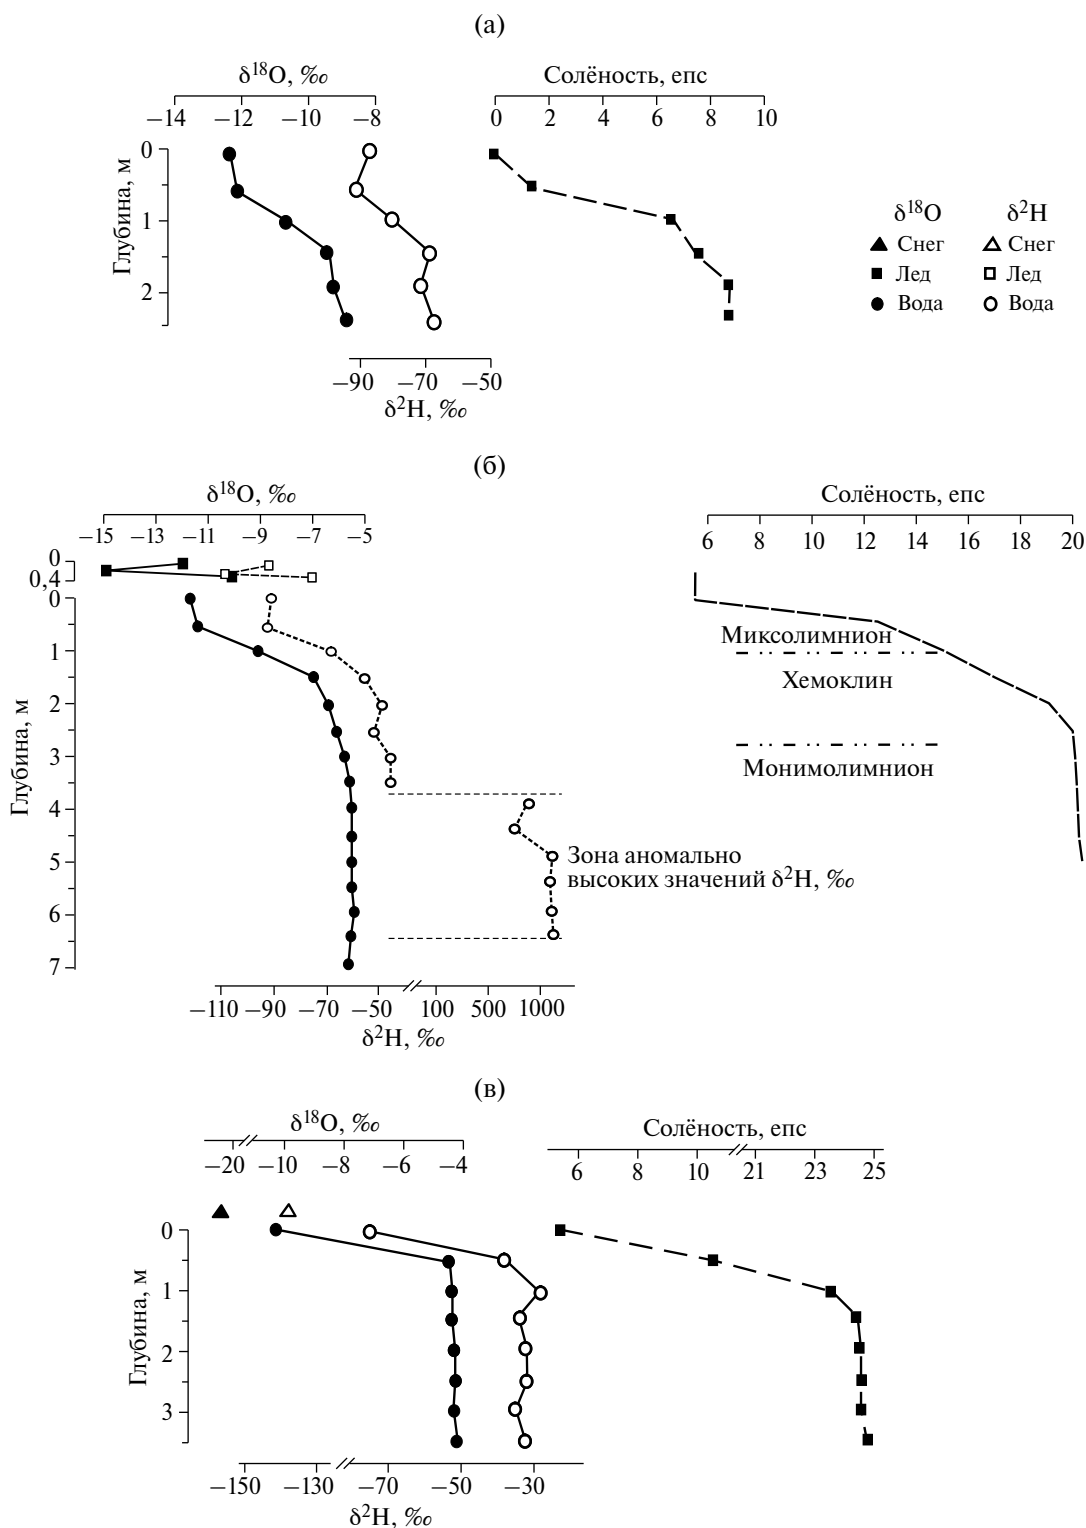 (а)
δ¹⁸O, ‰
Солёность, епс
−14 −12 −10 −8
0 2 4 6 8 10
0
1
2
Глубина, м
δ¹⁸O δ²H
Снег Снег
Лед Лед
Вода Вода
−90 −70 −50
δ²H, ‰
(б)
δ¹⁸O, ‰
Солёность, епс
−15 −13 −11 −9 −7 −5
6 8 10 12 14 16 18 20
0
0,4
0
1
2
3
4
5
6
7
Глубина, м
Миксолимнион
Хемоклин
Монимолимнион
Зона аномально
высоких значений δ²H, ‰
−110 −90 −70 −50 100 500 1000
δ²H, ‰
(в)
δ¹⁸O, ‰
Солёность, епс
−20 −10 −8 −6 −4
6 8 10 21 23 25
0
1
2
3
Глубина, м
−150 −130 −70 −50 −30
δ²H, ‰